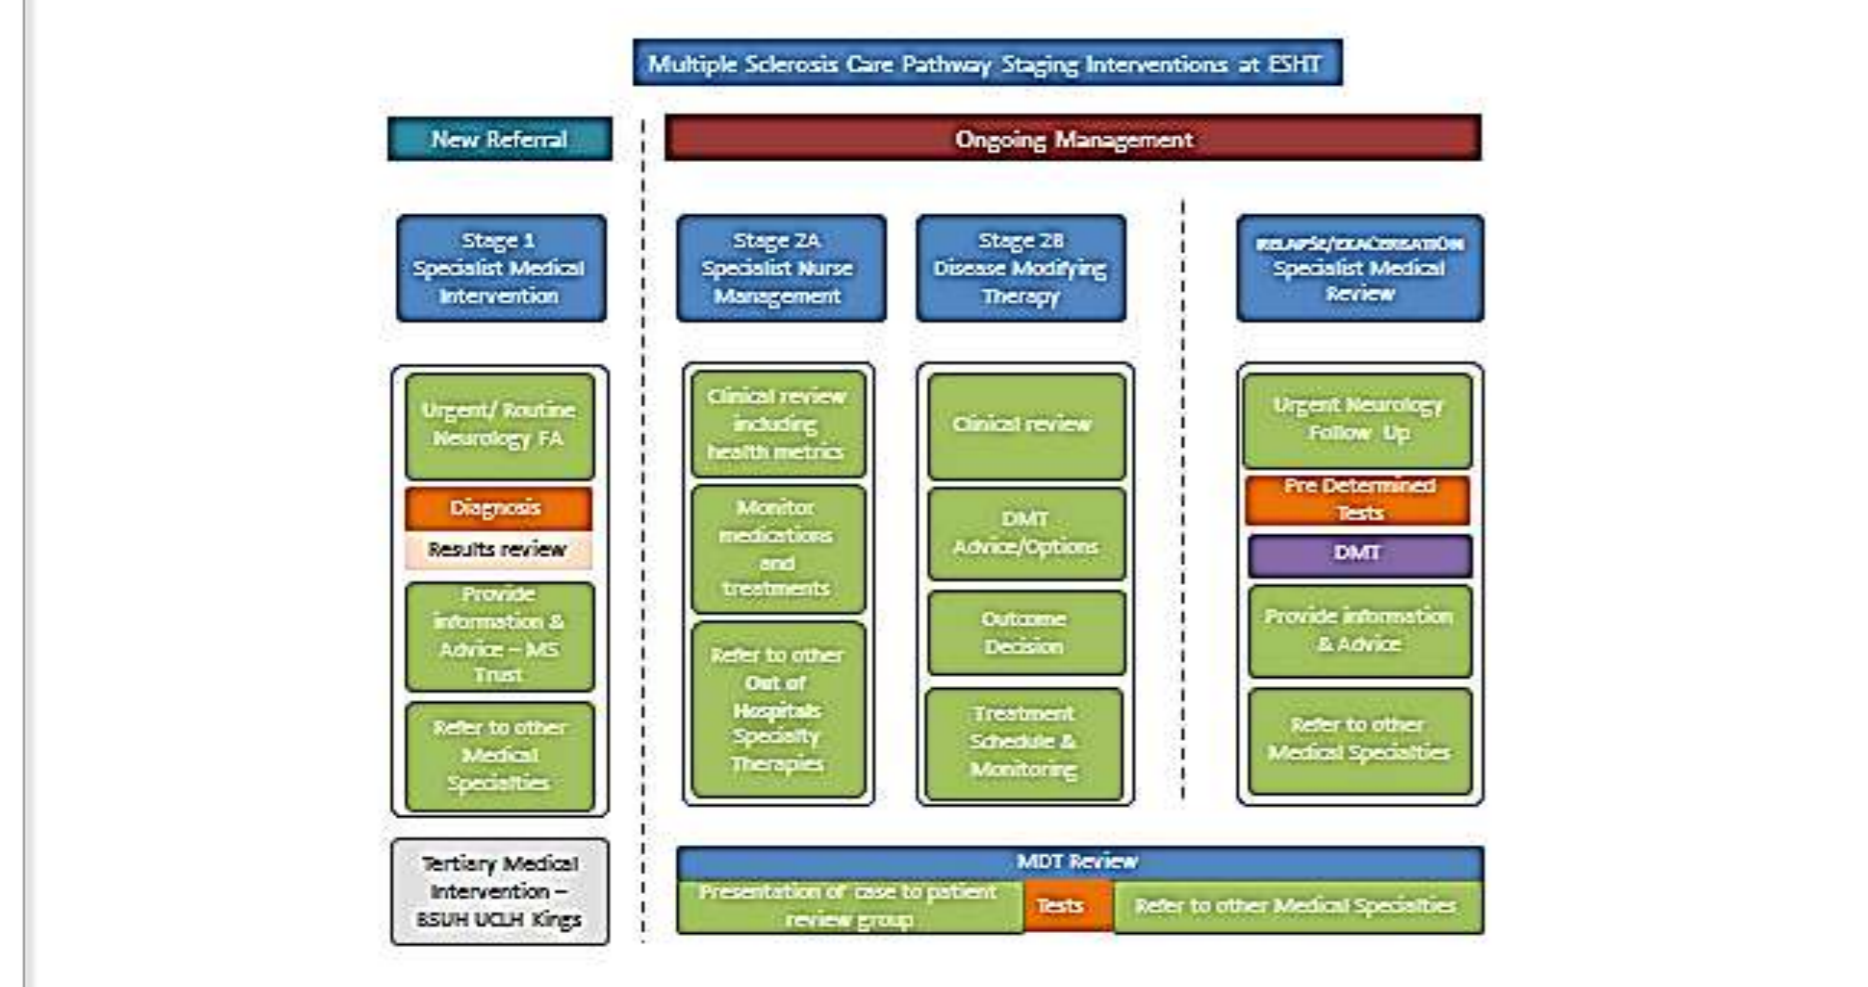 Multiple Sclerosis Care Pathway Staging Interventions at ESHT
New Referral
Ongoing Management
Stage 1
Specialist Medical
Intervention
Stage 2A
Specialist Nurse
Management
Stage 2B
Disease Modifying
Therapy
RELAPSE/EXACERBATION
Specialist Medical
Review
Urgent/ Routine
Neurology FA
Diagnosis
Results review
Provide
information &
Advice – MS
Trust
Refer to other
Medical
Specialties
Clinical review
including
health metrics
Monitor
medications
and
treatments
Refer to other
Out of
Hospitals
Specialty
Therapies
Clinical review
DMT
Advice/Options
Outcome
Decision
Treatment
Schedule &
Monitoring
Urgent Neurology
Follow Up
Pre Determined
Tests
DMT
Provide information
& Advice
Refer to other
Medical Specialties
Tertiary Medical
Intervention –
BSUH UCLH Kings
MDT Review
Presentation of case to patient
review group
Tests
Refer to other Medical Specialties